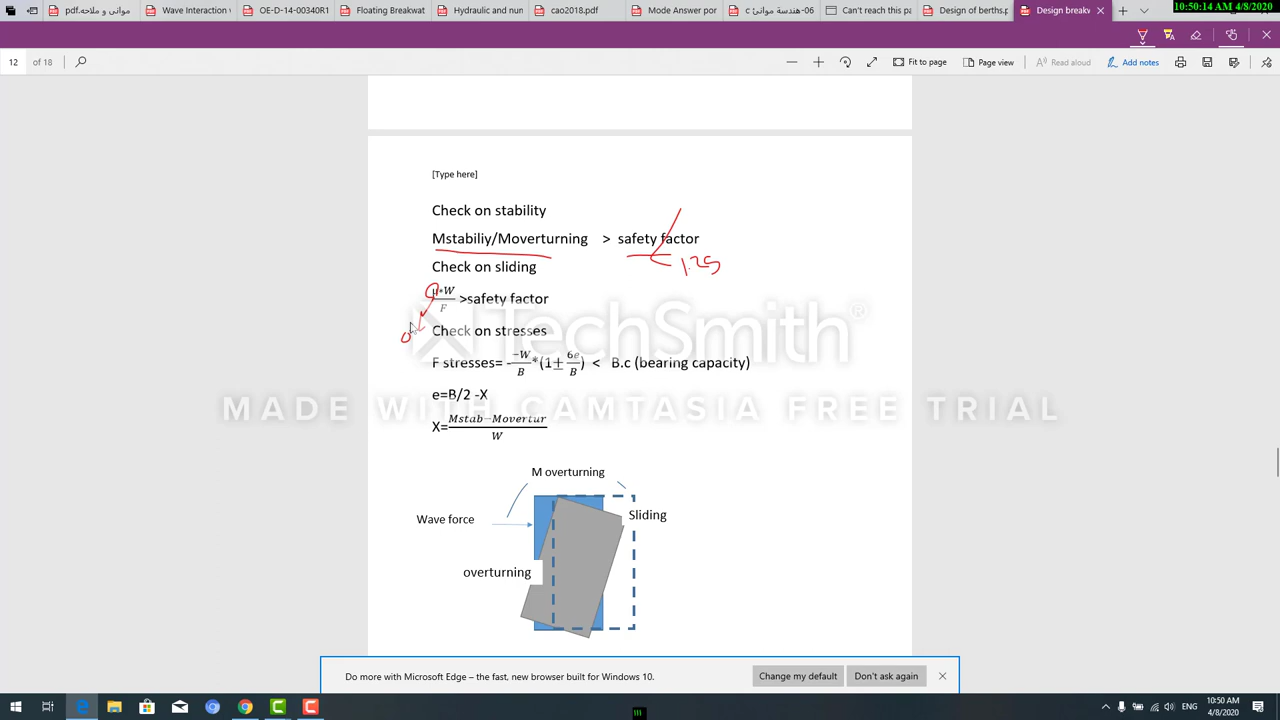 موانئ و ملاحه.pdf
Wave Interaction v
OE-D-14-00340R1
Floating Breakwat
Hydraulic and nur
cao2018.pdf
Mode Answer por
06-هندسة موانئ c
Can't reach this pa
Design of berths.p
Design breakv
10:50:14 AM 4/8/2020
12 of 18
Fit to page
Page view
Read aloud
Add notes
[Type here]
Check on stability
Mstabiliy/Moverturning > safety factor
1.25
Check on sliding
μ*W/F >safety factor
Check on stresses
F stresses= -−W/B*(1±6e/B) < B.c (bearing capacity)
e=B/2 -X
X=Mstab−Movertur/W
M overturning
Wave force
Sliding
overturning
TechSmith®
MADE WITH CAMTASIA FREE TRIAL
Do more with Microsoft Edge – the fast, new browser built for Windows 10.
Change my default
Don't ask again
ENG
10:50 AM
4/8/2020